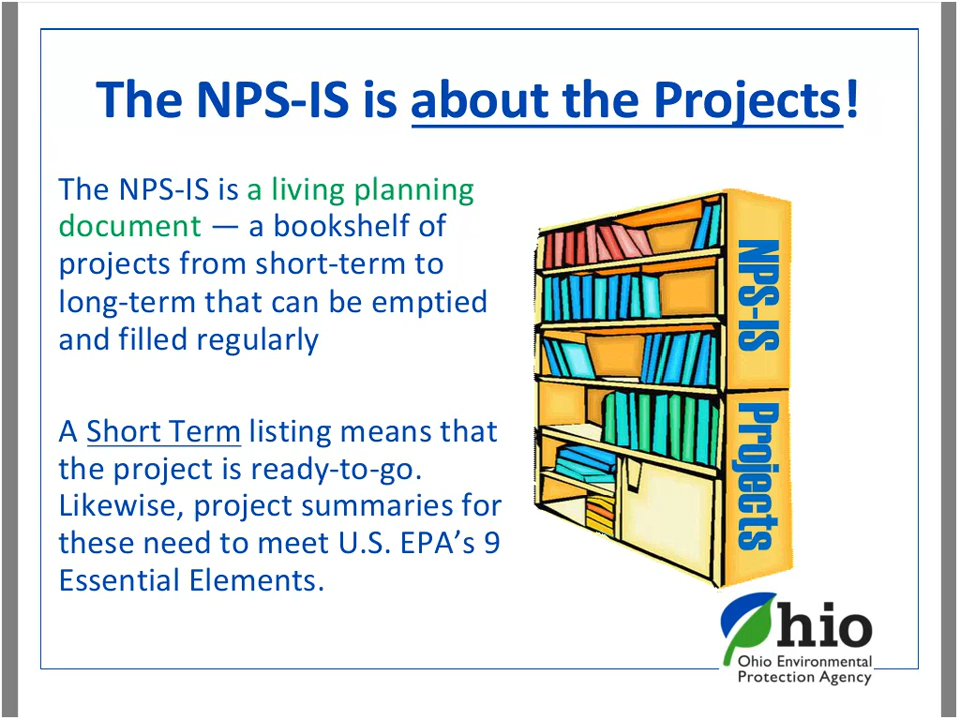 The NPS-IS is about the Projects!
The NPS-IS is a living planning
document — a bookshelf of
projects from short-term to
long-term that can be emptied
and filled regularly
A Short Term listing means that
the project is ready-to-go.
Likewise, project summaries for
these need to meet U.S. EPA’s 9
Essential Elements.
NPS-IS Projects
Ohio
Ohio Environmental
Protection Agency